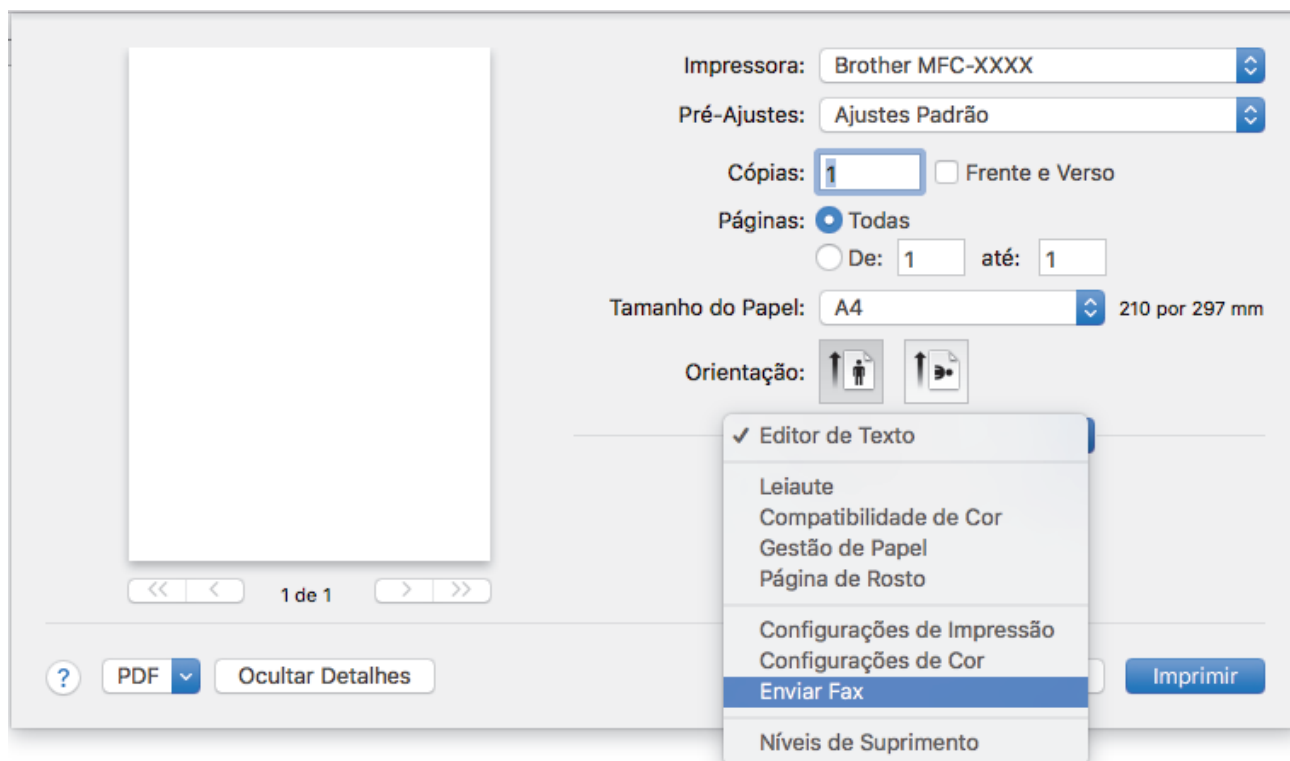 Impressora: Brother MFC-XXXX
Pré-Ajustes: Ajustes Padrão
Cópias: 1 Frente e Verso
Páginas: Todas
De: 1 até: 1
Tamanho do Papel: A4 210 por 297 mm
Orientação:
✓ Editor de Texto
Leiaute
Compatibilidade de Cor
Gestão de Papel
Página de Rosto
Configurações de Impressão
Configurações de Cor
Enviar Fax
Níveis de Suprimento
<< < 1 de 1 > >>
? PDF Ocultar Detalhes Imprimir